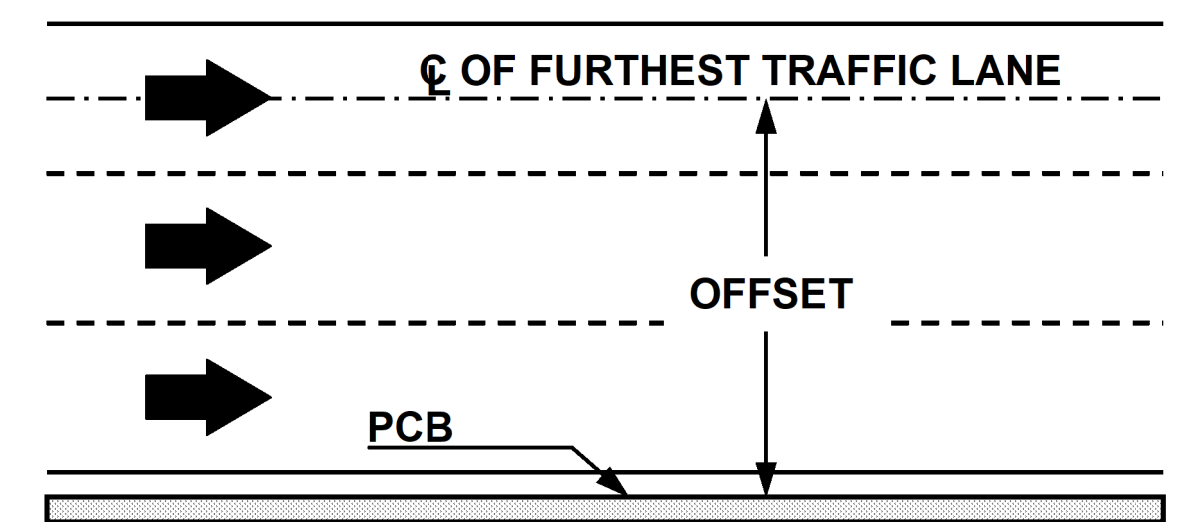 ℄ OF FURTHEST TRAFFIC LANE
OFFSET
PCB